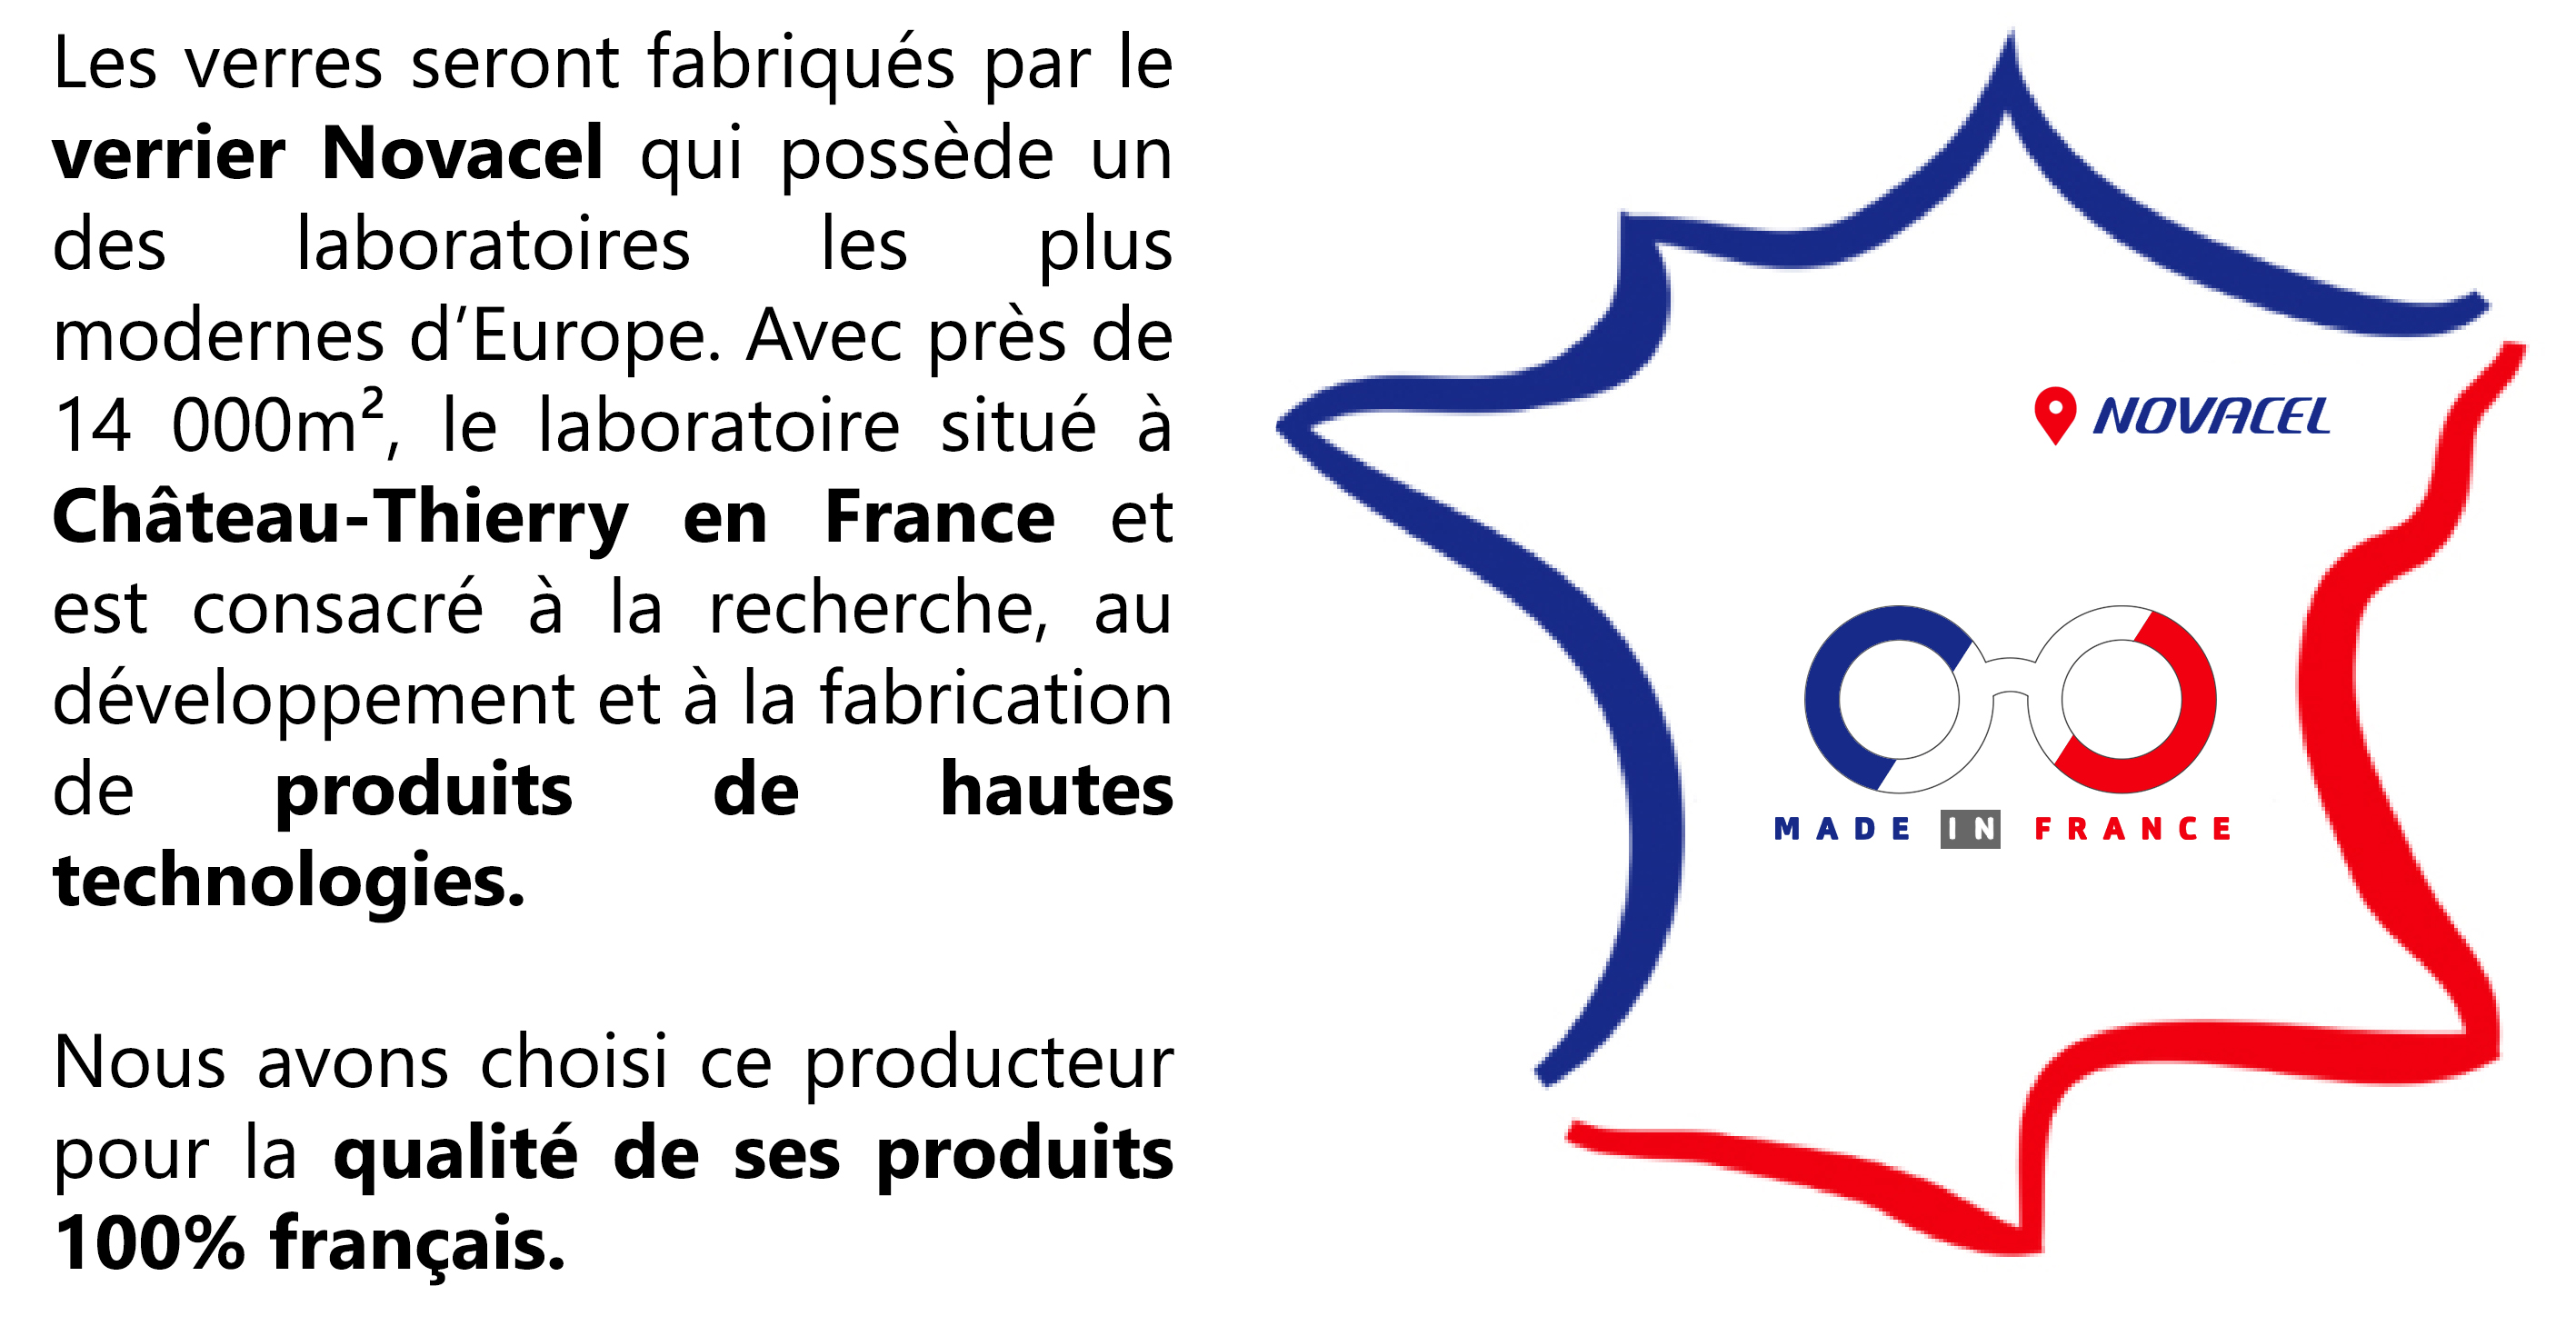 Les verres seront fabriqués par le
verrier Novacel qui possède un
des laboratoires les plus
modernes d’Europe. Avec près de
14 000m², le laboratoire situé à
Château-Thierry en France et
est consacré à la recherche, au
développement et à la fabrication
de produits de hautes
technologies.
Nous avons choisi ce producteur
pour la qualité de ses produits
100% français.
NOVACEL
MADE IN FRANCE